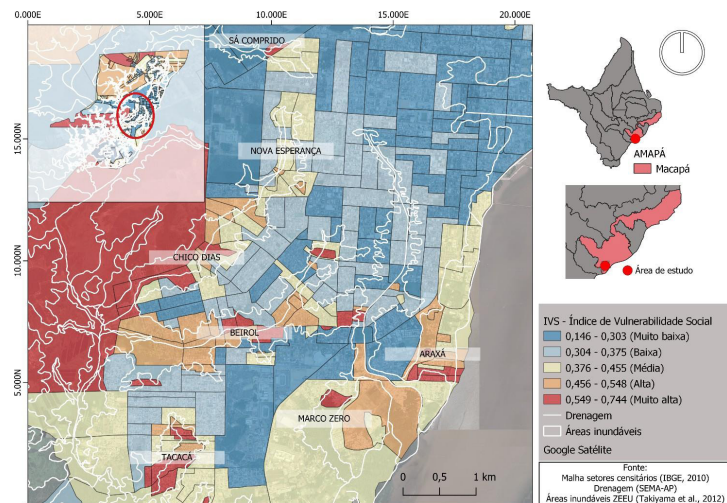 0.000
5.000E
10.000E
15.000E
20.000E
15.000N
10.000N
5.000N
SÁ COMPRIDO
NOVA ESPERANÇA
CHICO DIAS
BEIROL
ARAXÁ
MARCO ZERO
TACACÁ
0 0,5 1 km
AMAPÁ
Macapá
Área de estudo
IVS - Índice de Vulnerabilidade Social
0,146 - 0,303 (Muito baixa)
0,304 - 0,375 (Baixa)
0,376 - 0,455 (Média)
0,456 - 0,548 (Alta)
0,549 - 0,744 (Muito alta)
Drenagem
Áreas inundáveis
Google Satélite
Fonte:
Malha setores censitários (IBGE, 2010)
Drenagem (SEMA-AP)
Áreas inundáveis ZEEU (Takiyama et al., 2012)